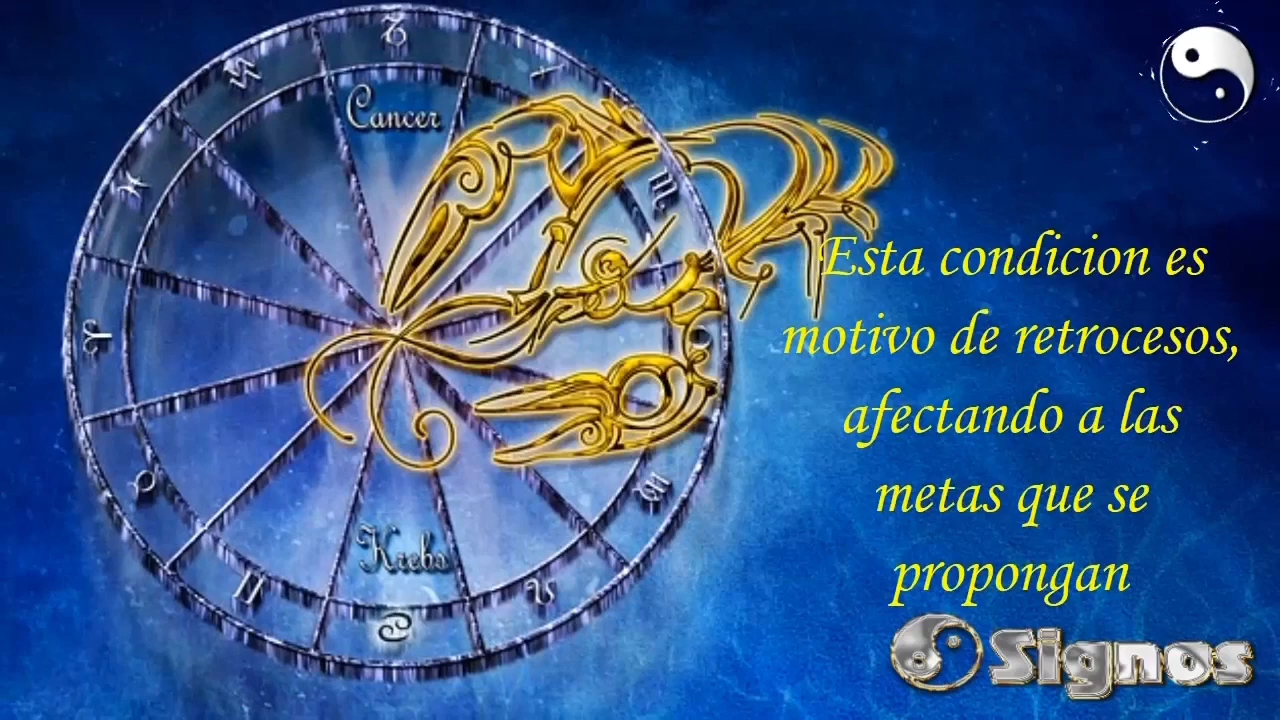 Cancer
Esta condicion es
motivo de retrocesos,
afectando a las
metas que se
propongan
Krebs
Signos